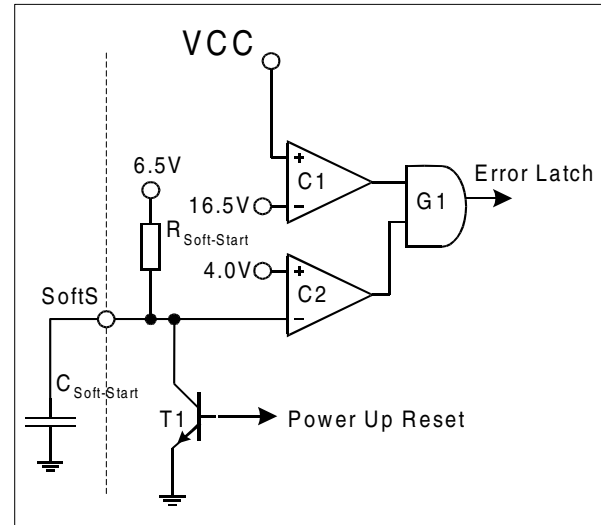 VCC
6.5V
+
C1
Error Latch
G1
16.5V
-
R Soft-Start
4.0V
+
C2
SoftS
-
C Soft-Start
T1
Power Up Reset